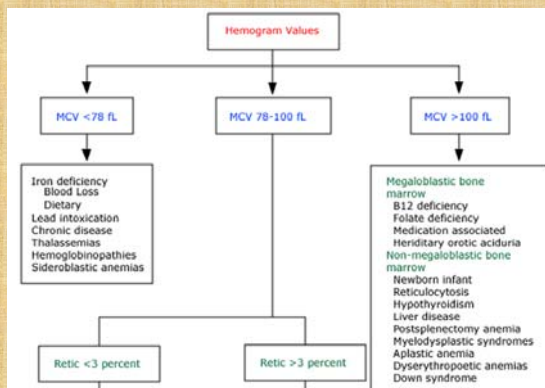 Hemogram Values
MCV <78 fL
MCV 78-100 fL
MCV >100 fL
Iron deficiency
Blood Loss
Dietary
Lead intoxication
Chronic disease
Thalassemias
Hemoglobinopathies
Sideroblastic anemias
Megaloblastic bone
marrow
B12 deficiency
Folate deficiency
Medication associated
Heriditary orotic aciduria
Non-megaloblastic bone
marrow
Newborn infant
Reticulocytosis
Hypothyroidism
Liver disease
Postsplenectomy anemia
Myelodysplastic syndromes
Aplastic anemia
Dyserythropoetic anemias
Down syndrome
Retic <3 percent
Retic >3 percent